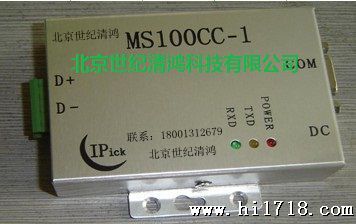 北京世纪清鸿
MS100CC-1
北京世纪清鸿科技有限公司
COM
D+
D-
IPick
联系：18001312679
北京世纪清鸿
RXD
TXD
POWER
DC
www.hi1718.com